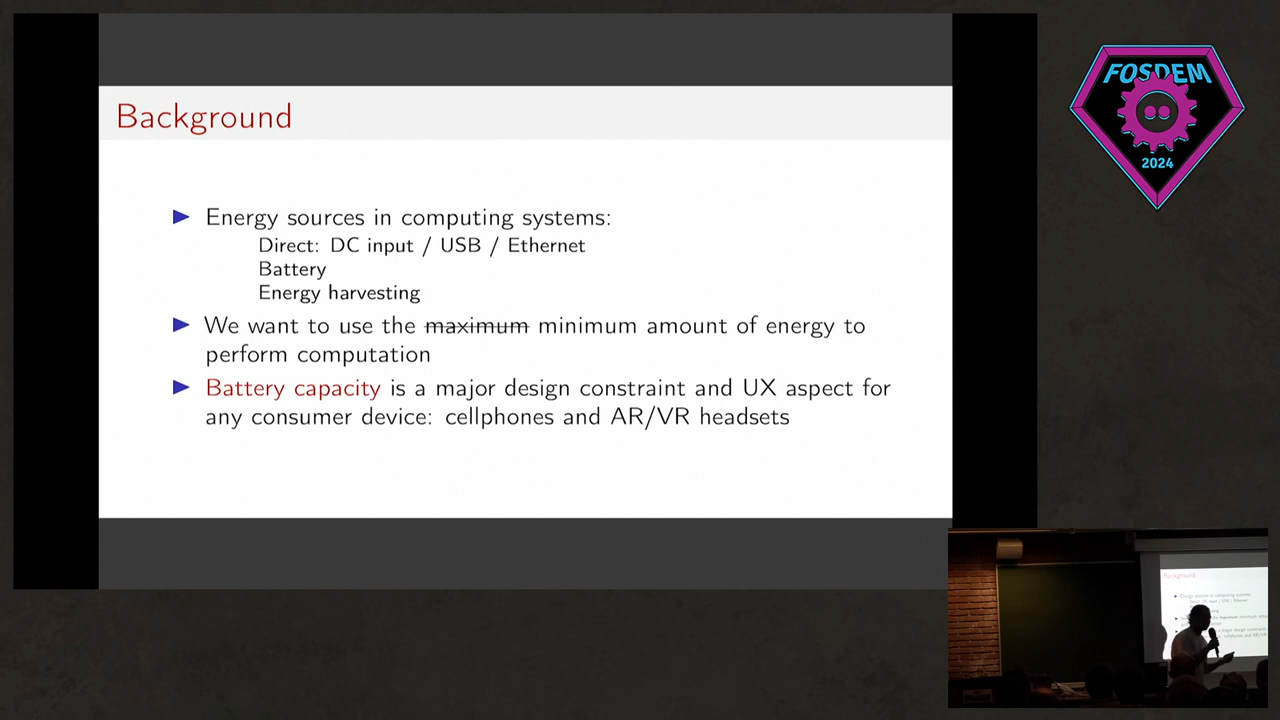 Background
▶ Energy sources in computing systems:
Direct: DC input / USB / Ethernet
Battery
Energy harvesting
▶ We want to use the maximum minimum amount of energy to
perform computation
▶ Battery capacity is a major design constraint and UX aspect for
any consumer device: cellphones and AR/VR headsets
FOSDEM
2024
Background